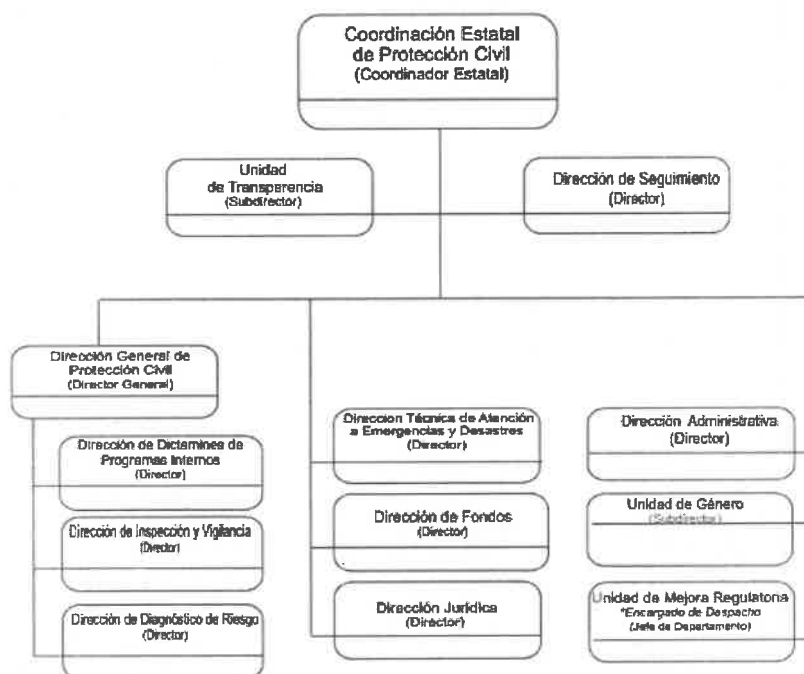 Coordinación Estatal
de Protección Civil
(Coordinador Estatal)
Unidad
de Transparencia
(Subdirector)
Dirección de Seguimiento
(Director)
Dirección General de
Protección Civil
(Director General)
Dirección de Dictamines de
Programas Internos
(Director)
Dirección de Inspección y Vigilancia
(Director)
Dirección de Diagnóstico de Riesgo
(Director)
Direccion Técnica de Atención
a Emergencias y Desastres
(Director)
Dirección de Fondos
(Director)
Dirección Jurídica
(Director)
Dirección Administrativa
(Director)
Unidad de Género
(Subdirector)
Unidad de Mejora Regulatoria
*Encargado de Despacho
(Jefe de Departamento)